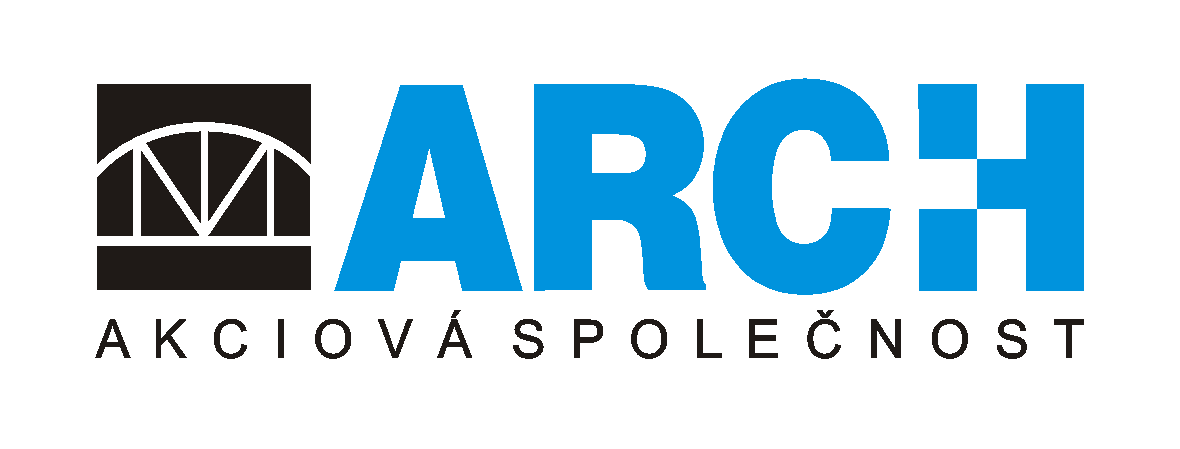 ARCH
AKCIOVÁ SPOLEČNOST